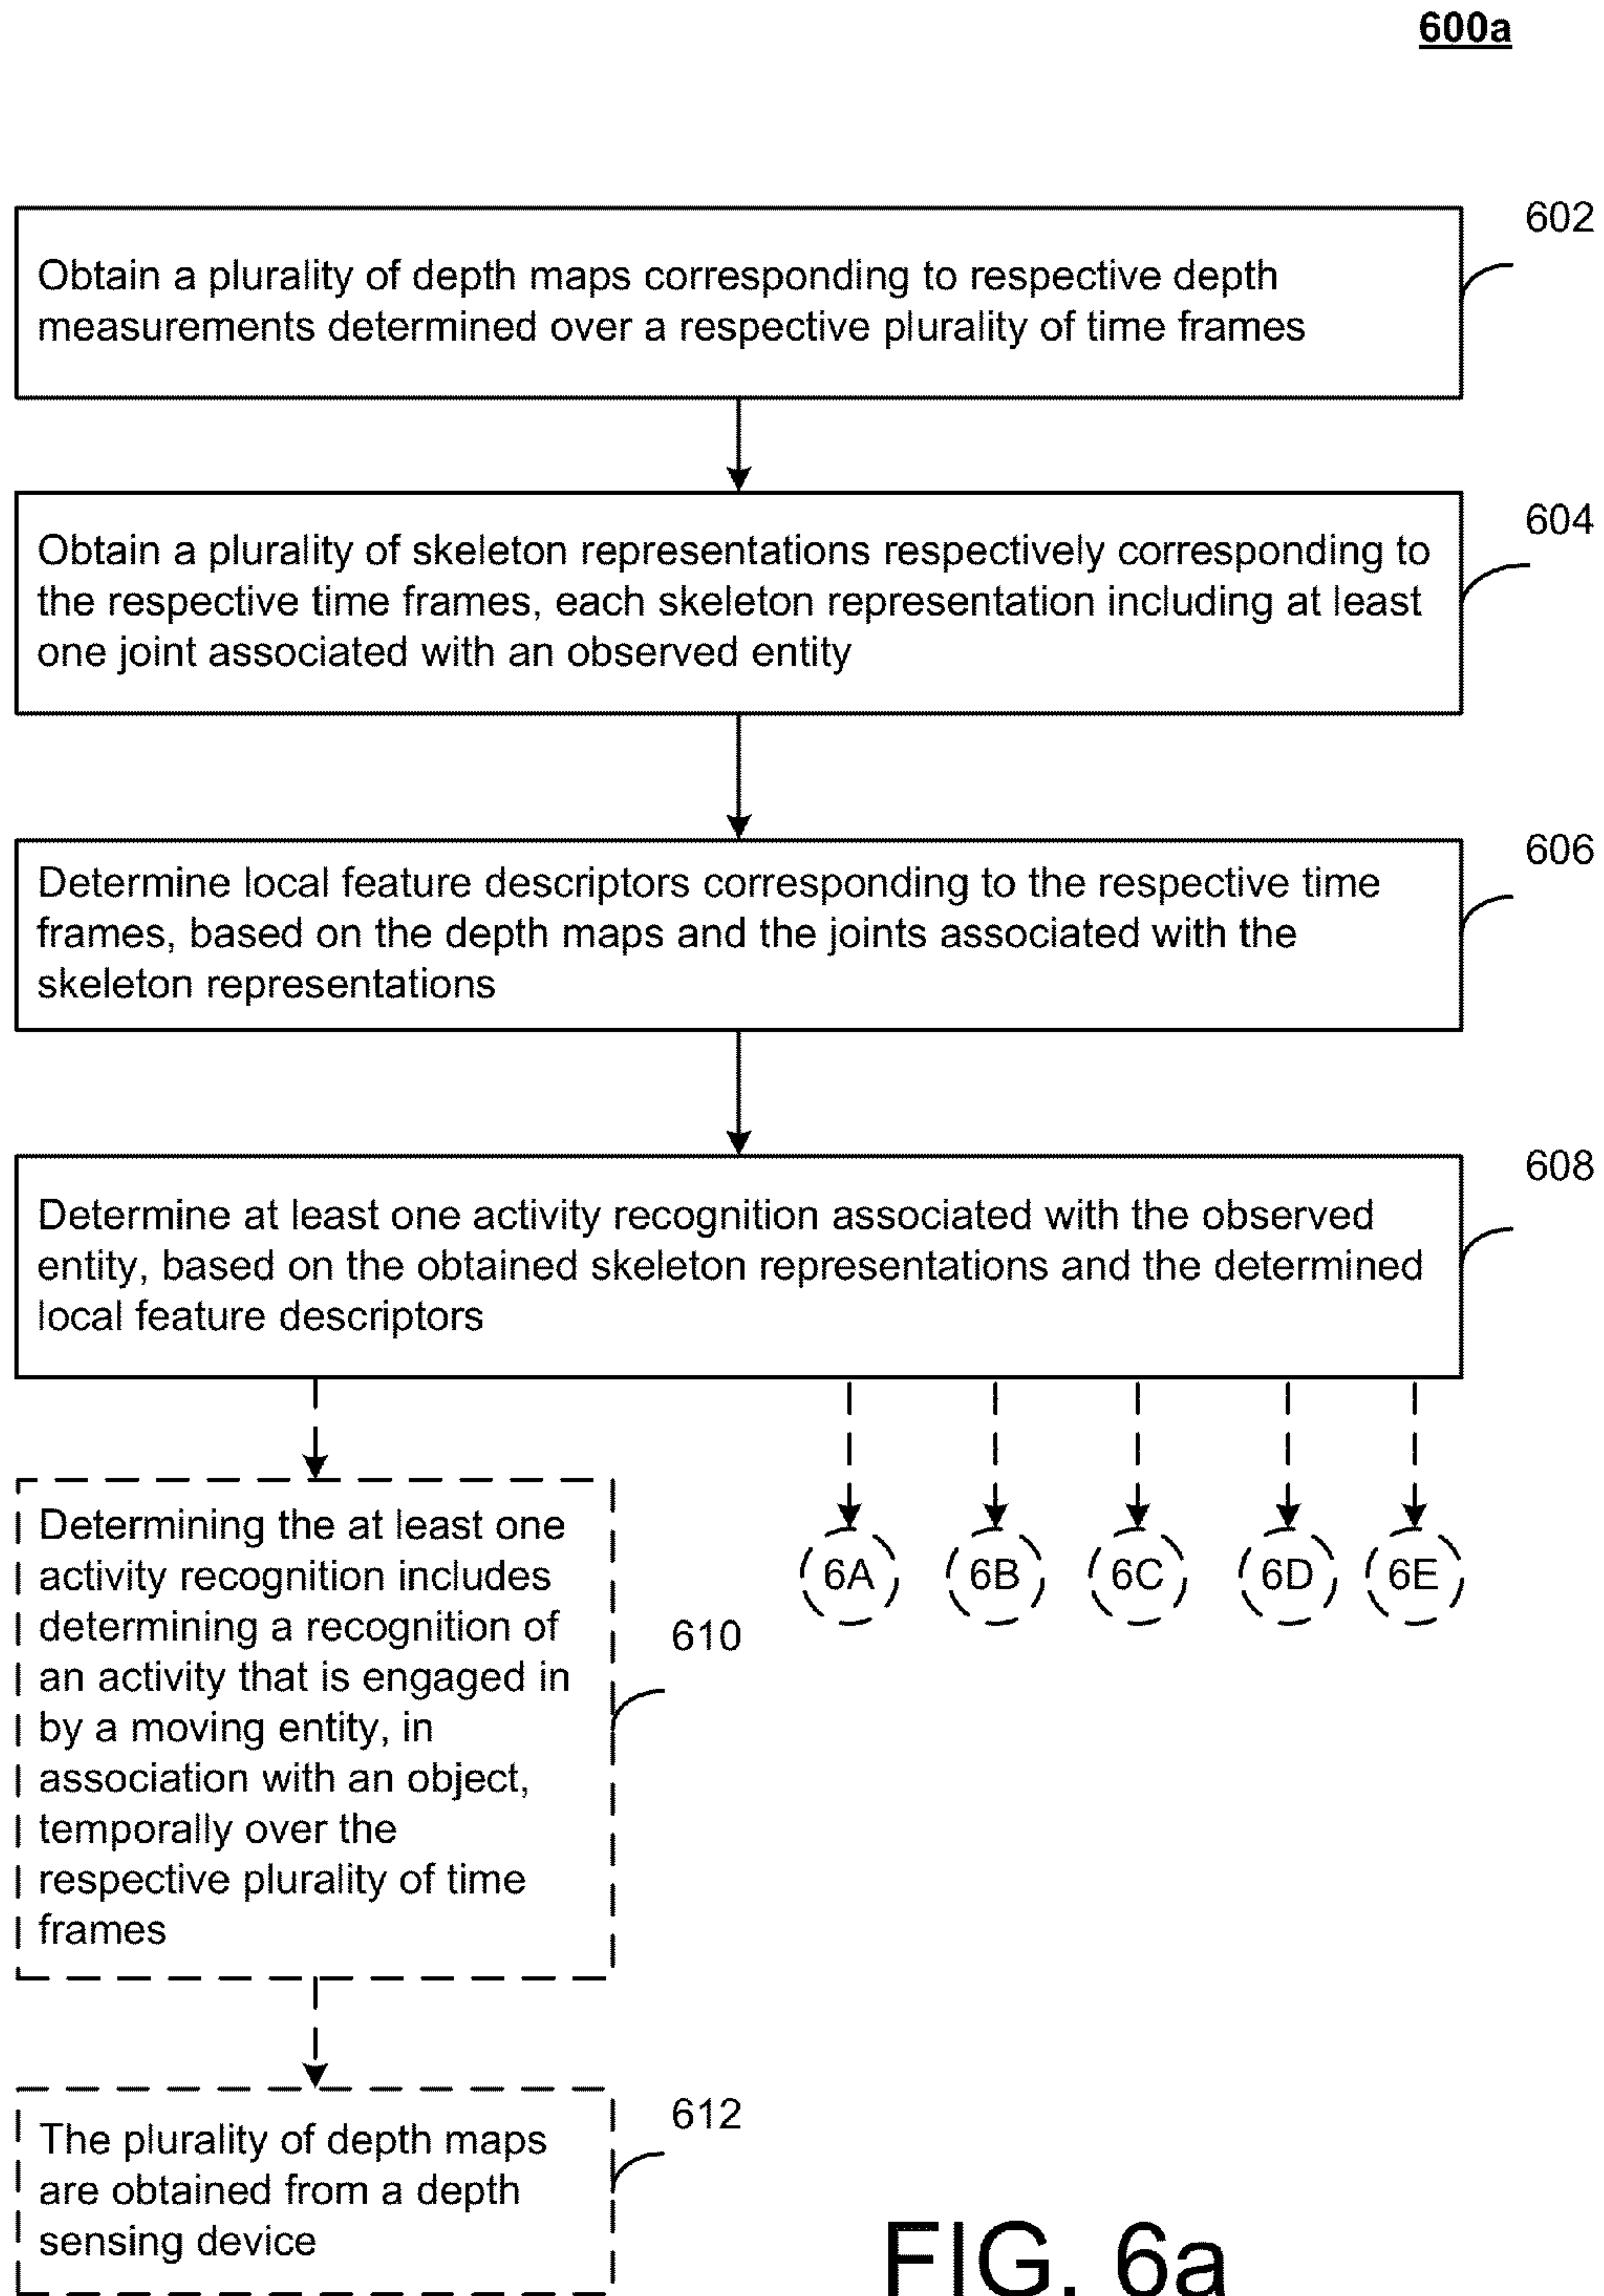 600a
602
Obtain a plurality of depth maps corresponding to respective depth
measurements determined over a respective plurality of time frames
604
Obtain a plurality of skeleton representations respectively corresponding to
the respective time frames, each skeleton representation including at least
one joint associated with an observed entity
606
Determine local feature descriptors corresponding to the respective time
frames, based on the depth maps and the joints associated with the
skeleton representations
608
Determine at least one activity recognition associated with the observed
entity, based on the obtained skeleton representations and the determined
local feature descriptors
6A
6B
6C
6D
6E
Determining the at least one
activity recognition includes
determining a recognition of
an activity that is engaged in
by a moving entity, in
association with an object,
temporally over the
respective plurality of time
frames
610
612
The plurality of depth maps
are obtained from a depth
sensing device
FIG. 6a